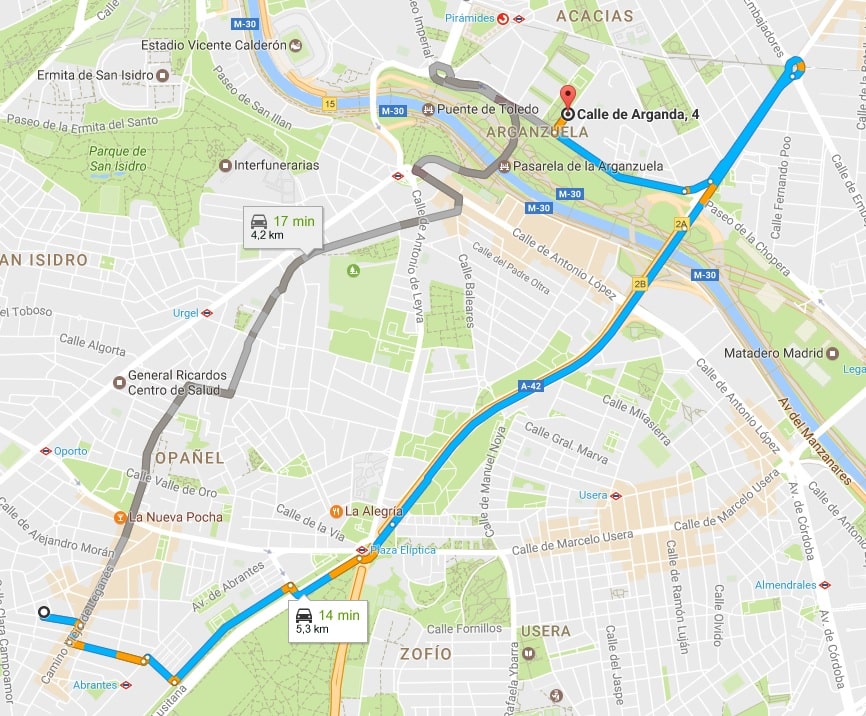 ACACIAS
Pirámides
M-30
Estadio Vicente Calderón
Imperial
Embajadores
Ermita de San Isidro
Paseo de San Illan
15
M-30
Puente de Toledo
Calle de Arganda, 4
ARGANZUELA
Paseo de la Ermita del Santo
Parque de
San Isidro
Interfunerarias
Pasarela de la Arganzuela
Calle Fernando Poo
M-30
M-30
Calle de Antonio de Leyva
17 min
4,2 km
2A
Paseo de la Chopera
AN ISIDRO
Calle de Antonio López
Calle del Padre Oltra
Calle Baleares
M-30
2B
el Toboso
Urgel
Calle Algorta
Matadero Madrid
Lega
General Ricardos
Centro de Salud
A-42
Calle Mirasierra
Calle de Antonio López
Av del Manzanares
Calle Gral. Marva
Calle de Manuel Noya
Oporto
OPAÑEL
Calle Valle de Oro
Usera
La Nueva Pocha
La Alegría
Calle de la Vía
Calle de Marcelo Usera
Calle de Marcelo Usera
Calle de Alejandro Morán
Plaza Elíptica
Av. de Córdoba
Calle de Antonio
Av. de Abrantes
Almendrales
Calle Clara Campoamor
Camino Viejo de Leganés
14 min
5,3 km
Calle Fornillos
USERA
Calle de Ramón Luján
Calle Olvido
Av. de Córdoba
ZOFÍO
Rafaela Ybarra
Calle del Jaspe
Abrantes
Lusitana